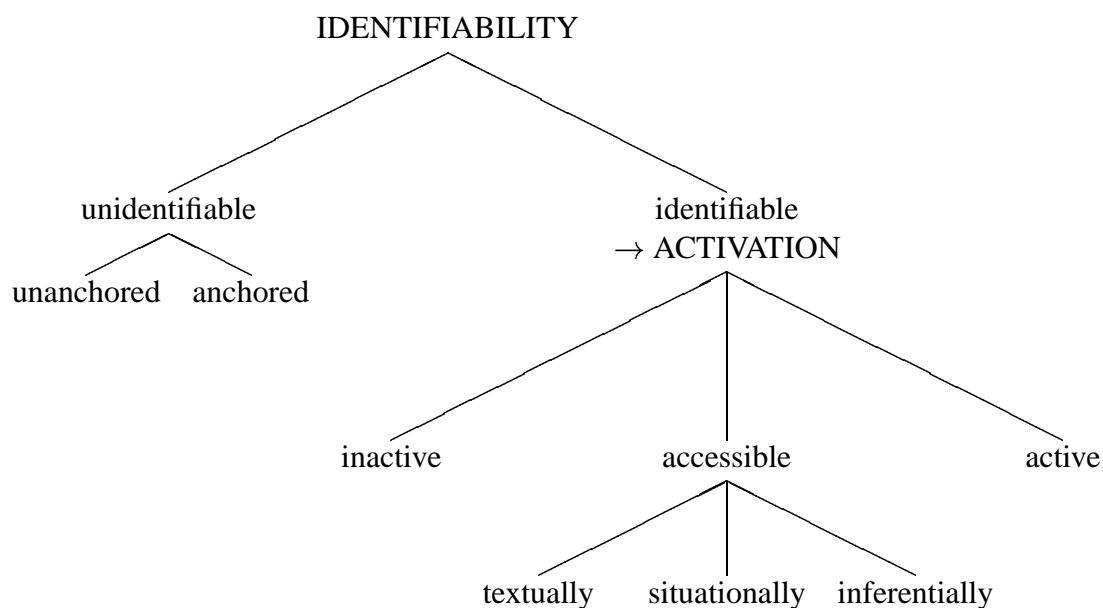 IDENTIFIABILITY
unidentifiable identifiable
→ ACTIVATION
unanchored anchored
inactive accessible active
textually situationally inferentially